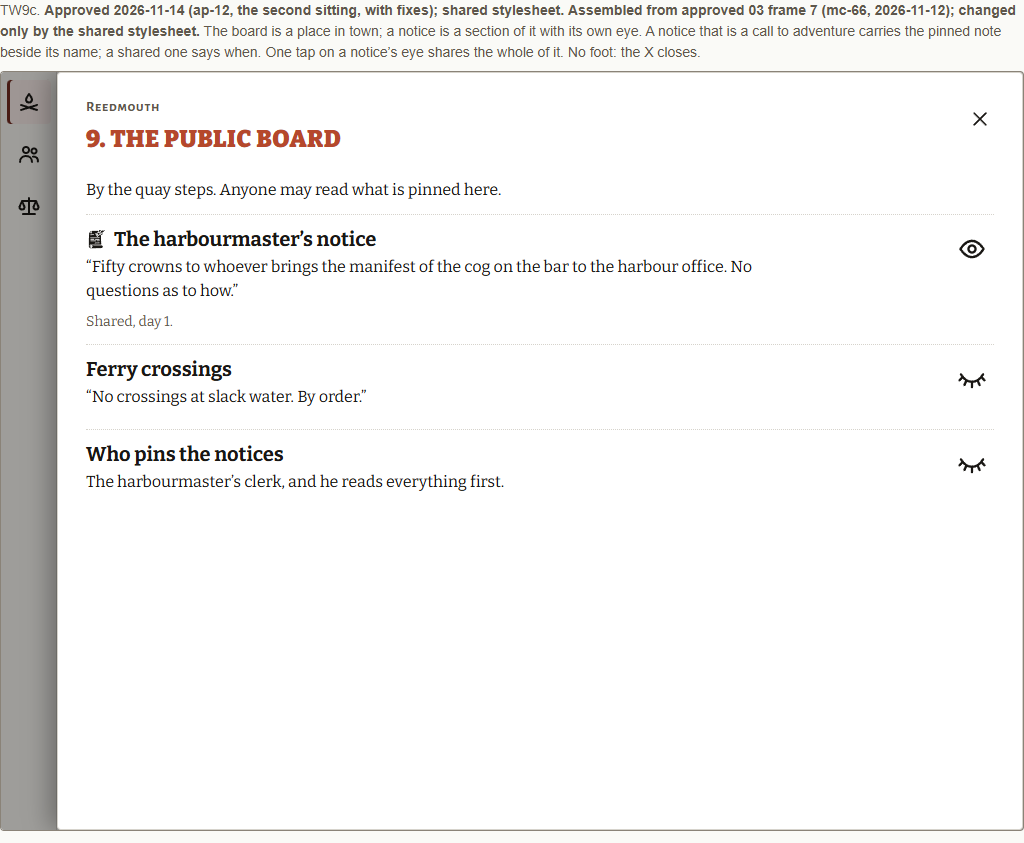 TW9c. Approved 2026-11-14 (ap-12, the second sitting, with fixes); shared stylesheet. Assembled from approved 03 frame 7 (mc-66, 2026-11-12); changed
only by the shared stylesheet. The board is a place in town; a notice is a section of it with its own eye. A notice that is a call to adventure carries the pinned note
beside its name; a shared one says when. One tap on a notice’s eye shares the whole of it. No foot: the X closes.
Reedmouth
9. THE PUBLIC BOARD
By the quay steps. Anyone may read what is pinned here.
The harbourmaster’s notice
“Fifty crowns to whoever brings the manifest of the cog on the bar to the harbour office. No
questions as to how.”
Shared, day 1.
Ferry crossings
“No crossings at slack water. By order.”
Who pins the notices
The harbourmaster’s clerk, and he reads everything first.